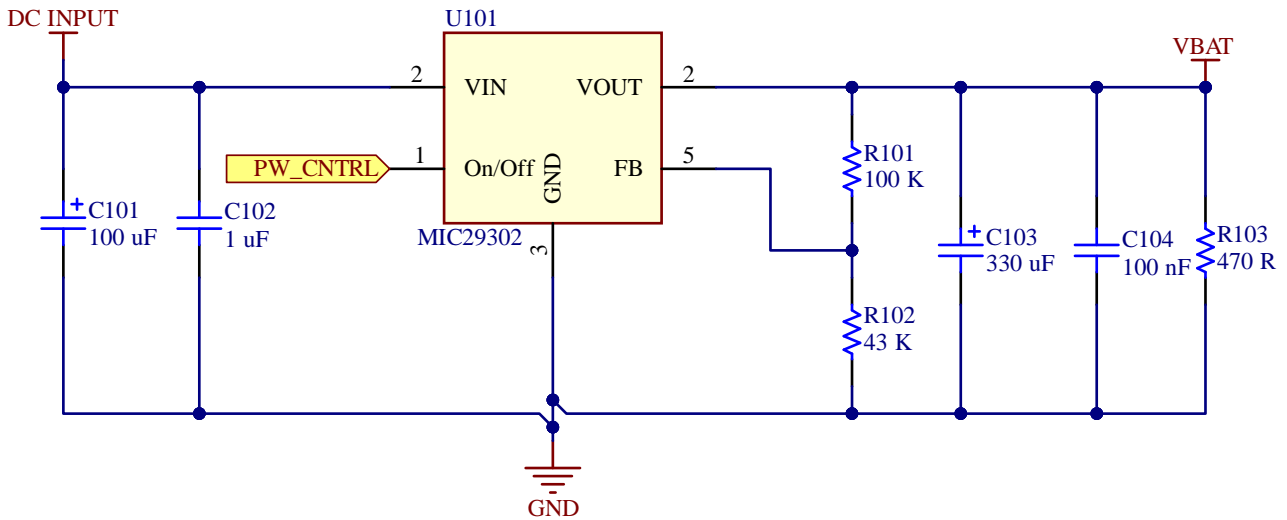 DC INPUT
U101
VBAT
2
VIN
VOUT
2
PW_CNTRL
1
On/Off
GND
FB
5
R101
100 K
C101
100 uF
C102
1 uF
MIC29302
3
C103
330 uF
C104
100 nF
R103
470 R
R102
43 K
GND